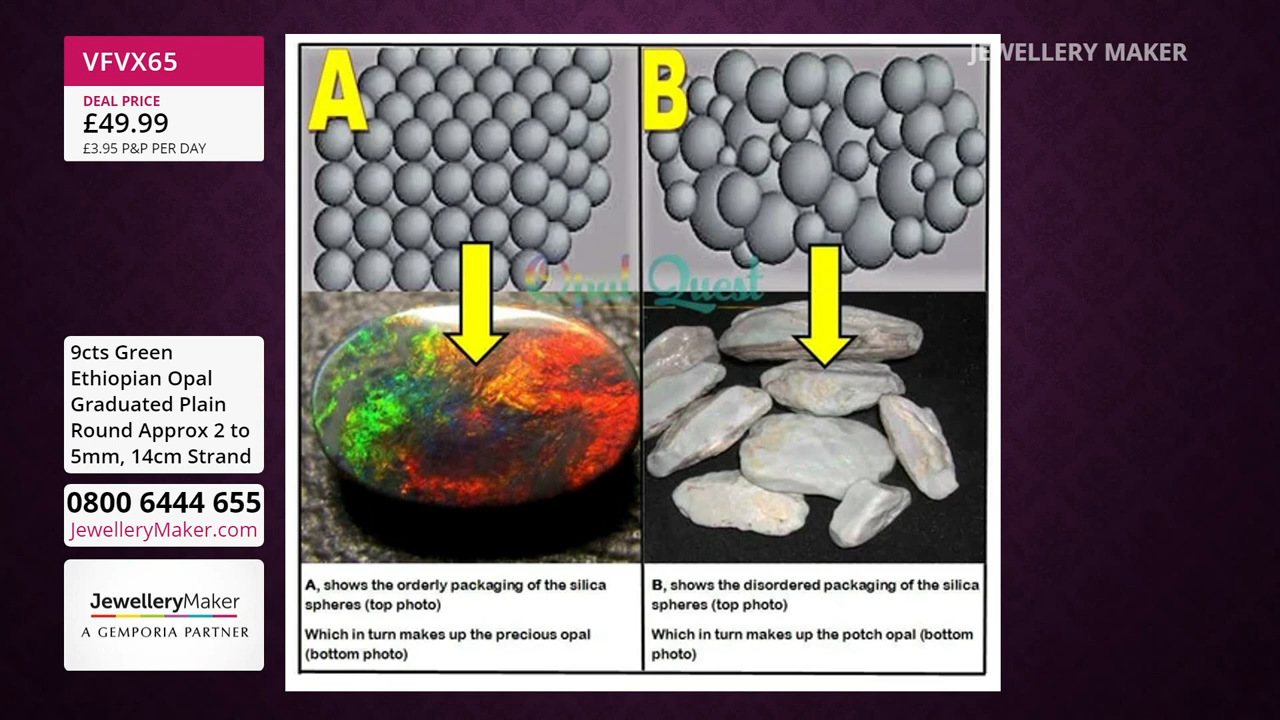 VFVX65
DEAL PRICE
£49.99
£3.95 P&P PER DAY
9cts Green
Ethiopian Opal
Graduated Plain
Round Approx 2 to
5mm, 14cm Strand
0800 6444 655
JewelleryMaker.com
JewelleryMaker
A GEMPORIA PARTNER
JEWELLERY MAKER
A
B
Opal Quest
A, shows the orderly packaging of the silica
spheres (top photo)
Which in turn makes up the precious opal
(bottom photo)
B, shows the disordered packaging of the silica
spheres (top photo)
Which in turn makes up the potch opal (bottom
photo)